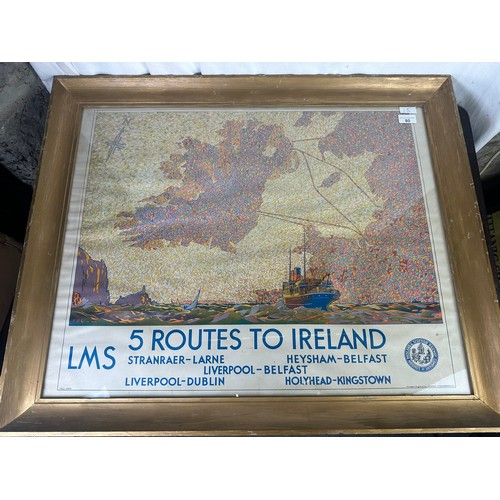 5 ROUTES TO IRELAND
LMS
STRANRAER-LARNE HEYSHAM-BELFAST
LIVERPOOL-BELFAST
LIVERPOOL-DUBLIN HOLYHEAD-KINGSTOWN